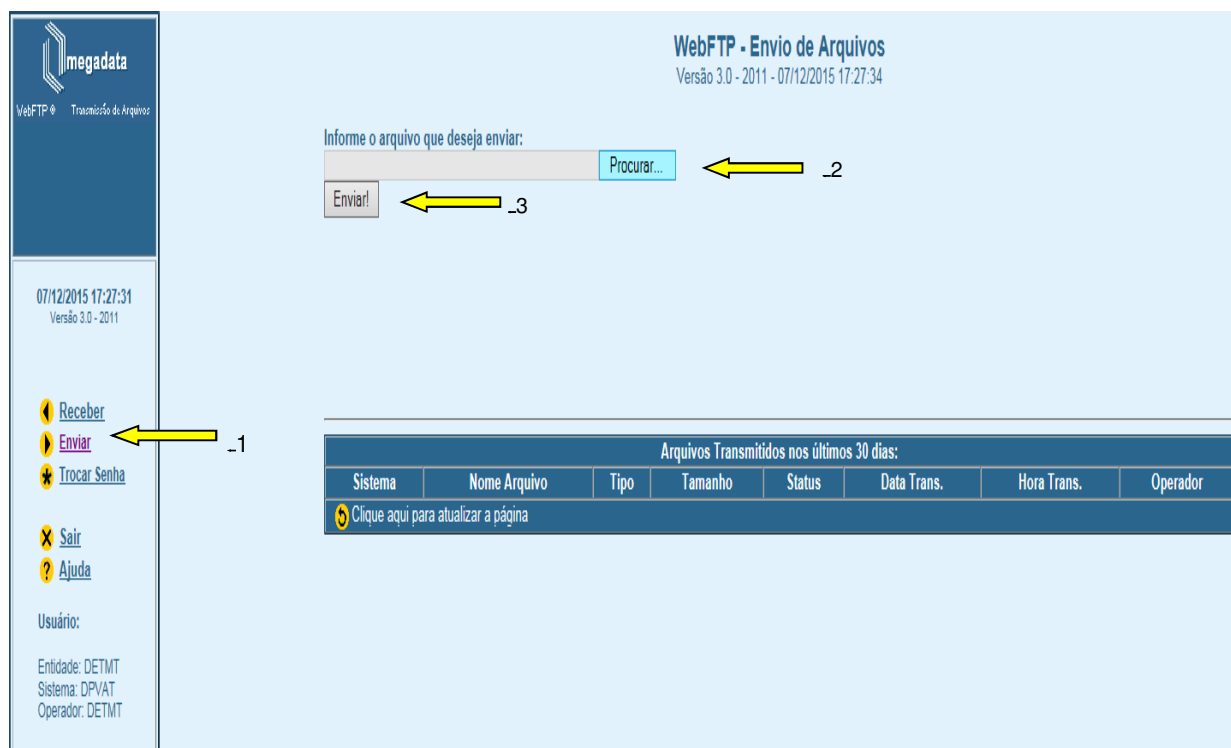 megadata
WebFTP ® Transmissão de Arquivos
07/12/2015 17:27:31
Versão 3.0 - 2011
Receber
Enviar
_1
Trocar Senha
Sair
Ajuda
Usuário:
Entidade: DETMT
Sistema: DPVAT
Operador: DETMT
WebFTP - Envio de Arquivos
Versão 3.0 - 2011 - 07/12/2015 17:27:34
Informe o arquivo que deseja enviar:
Procurar... _2
Enviar! _3
Arquivos Transmitidos nos últimos 30 dias:
Sistema Nome Arquivo Tipo Tamanho Status Data Trans. Hora Trans. Operador
Clique aqui para atualizar a página